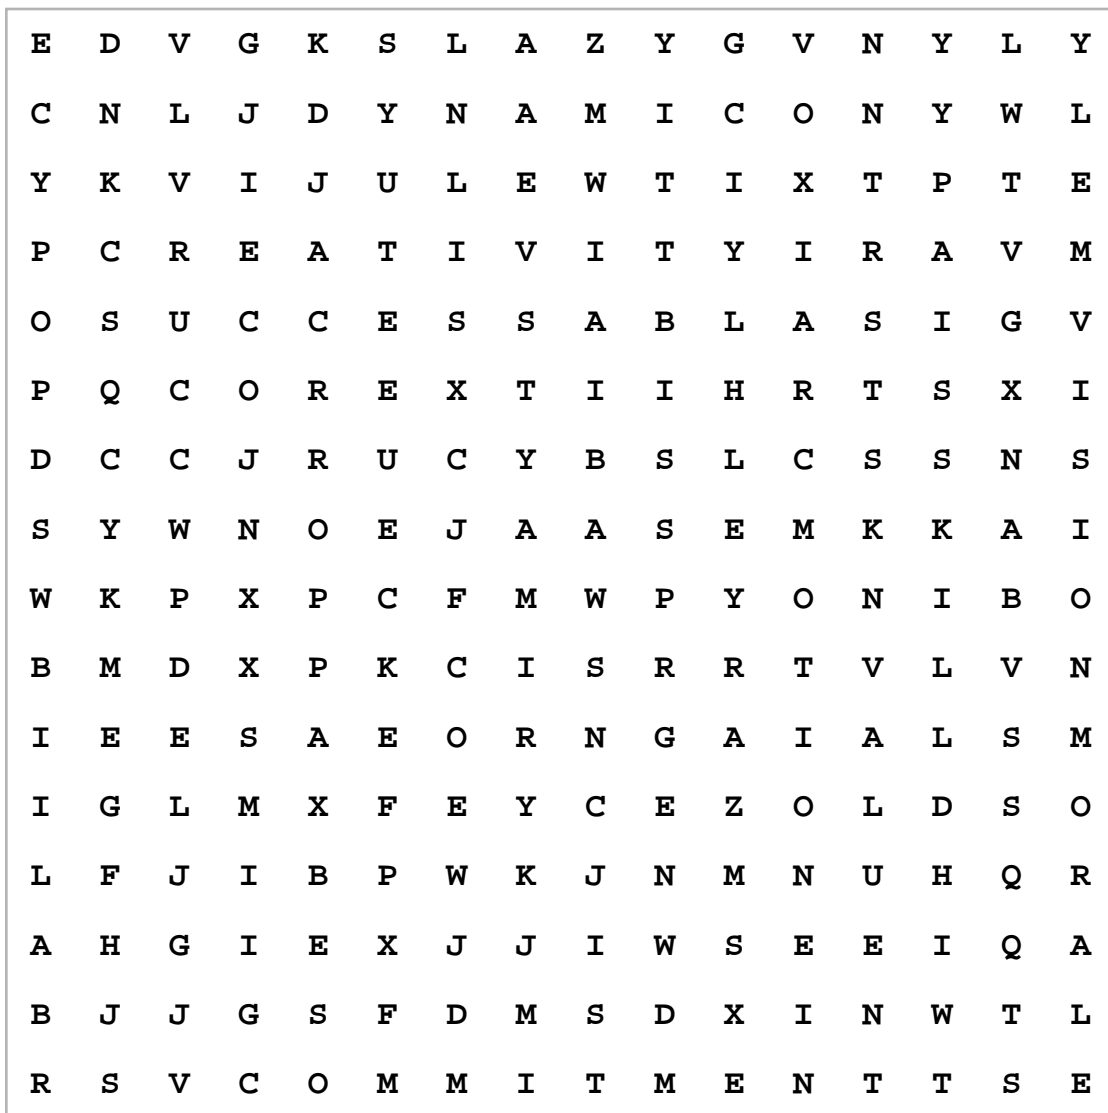 E D V G K S L A Z Y G V N Y L Y
C N L J D Y N A M I C O N Y W L
Y K V I J U L E W T I X T P T E
P C R E A T I V I T Y I R A V M
O S U C C E S S A B L A S I G V
P Q C O R E X T I I H R T S X I
D C C J R U C Y B S L C S S N S
S Y W N O E J A A S E M K K A I
W K P X P C F M W P Y O N I B O
B M D X P K C I S R R T V L V N
I E E S A E O R N G A I A L S M
I G L M X F E Y C E Z O L D S O
L F J I B P W K J N M N U H Q R
A H G I E X J J I W S E E I Q A
B J J G S F D M S D X I N W T L
R S V C O M M I T M E N T T S E